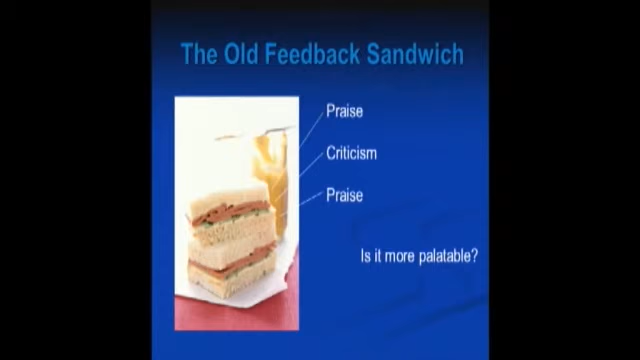 The Old Feedback Sandwich
Praise
Criticism
Praise
Is it more palatable?